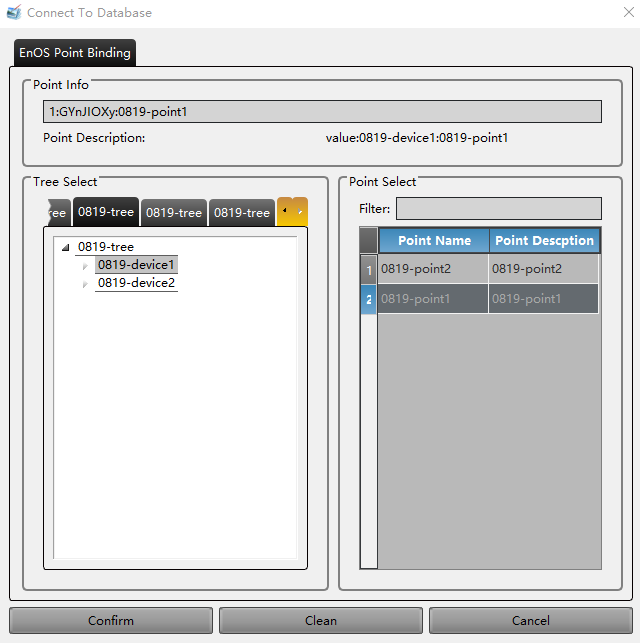 Connect To Database
EnOS Point Binding
Point Info
1:GYnJIOXy:0819-point1
Point Description: value:0819-device1:0819-point1
Tree Select
ree 0819-tree 0819-tree 0819-tree
0819-tree
0819-device1
0819-device2
Point Select
Filter:
Point Name Point Descption
1 0819-point2 0819-point2
2 0819-point1 0819-point1
Confirm Clean Cancel